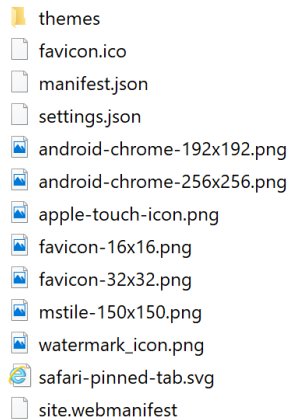 themes
favicon.ico
manifest.json
settings.json
android-chrome-192x192.png
android-chrome-256x256.png
apple-touch-icon.png
favicon-16x16.png
favicon-32x32.png
mstile-150x150.png
watermark_icon.png
safari-pinned-tab.svg
site.webmanifest